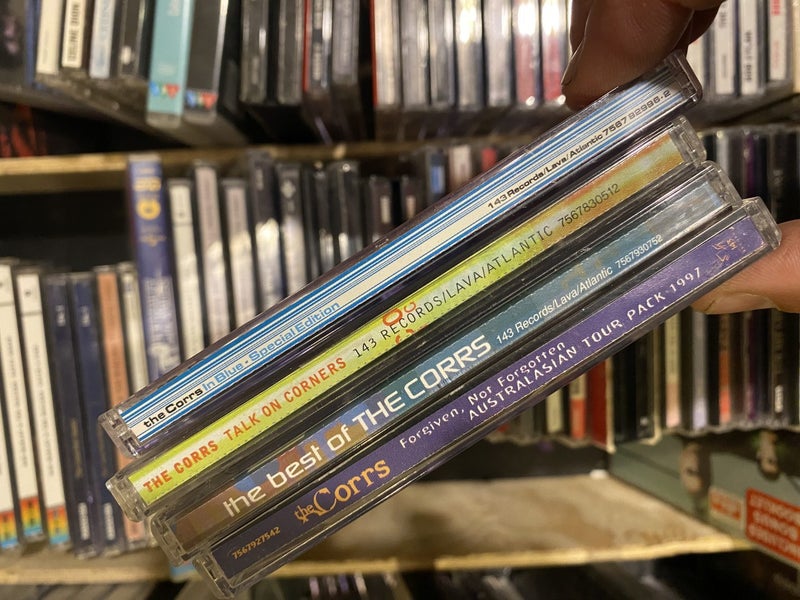 the Corrs In Blue - Special Edition 143 Records/Lava/Atlantic 7567 92998-2
THE CORRS TALK ON CORNERS 143 RECORDS/LAVA/ATLANTIC 7567830512
the best of THE CORRS 143 Records/Lava/Atlantic 7567930752
7567927542 the Corrs Forgiven, Not Forgotten
AUSTRALASIAN TOUR PACK 1997